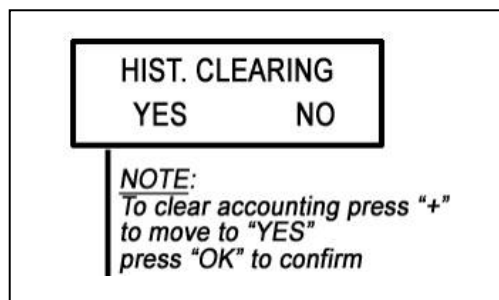 HIST. CLEARING
YES NO
NOTE:
To clear accounting press “+”
to move to “YES”
press “OK” to confirm